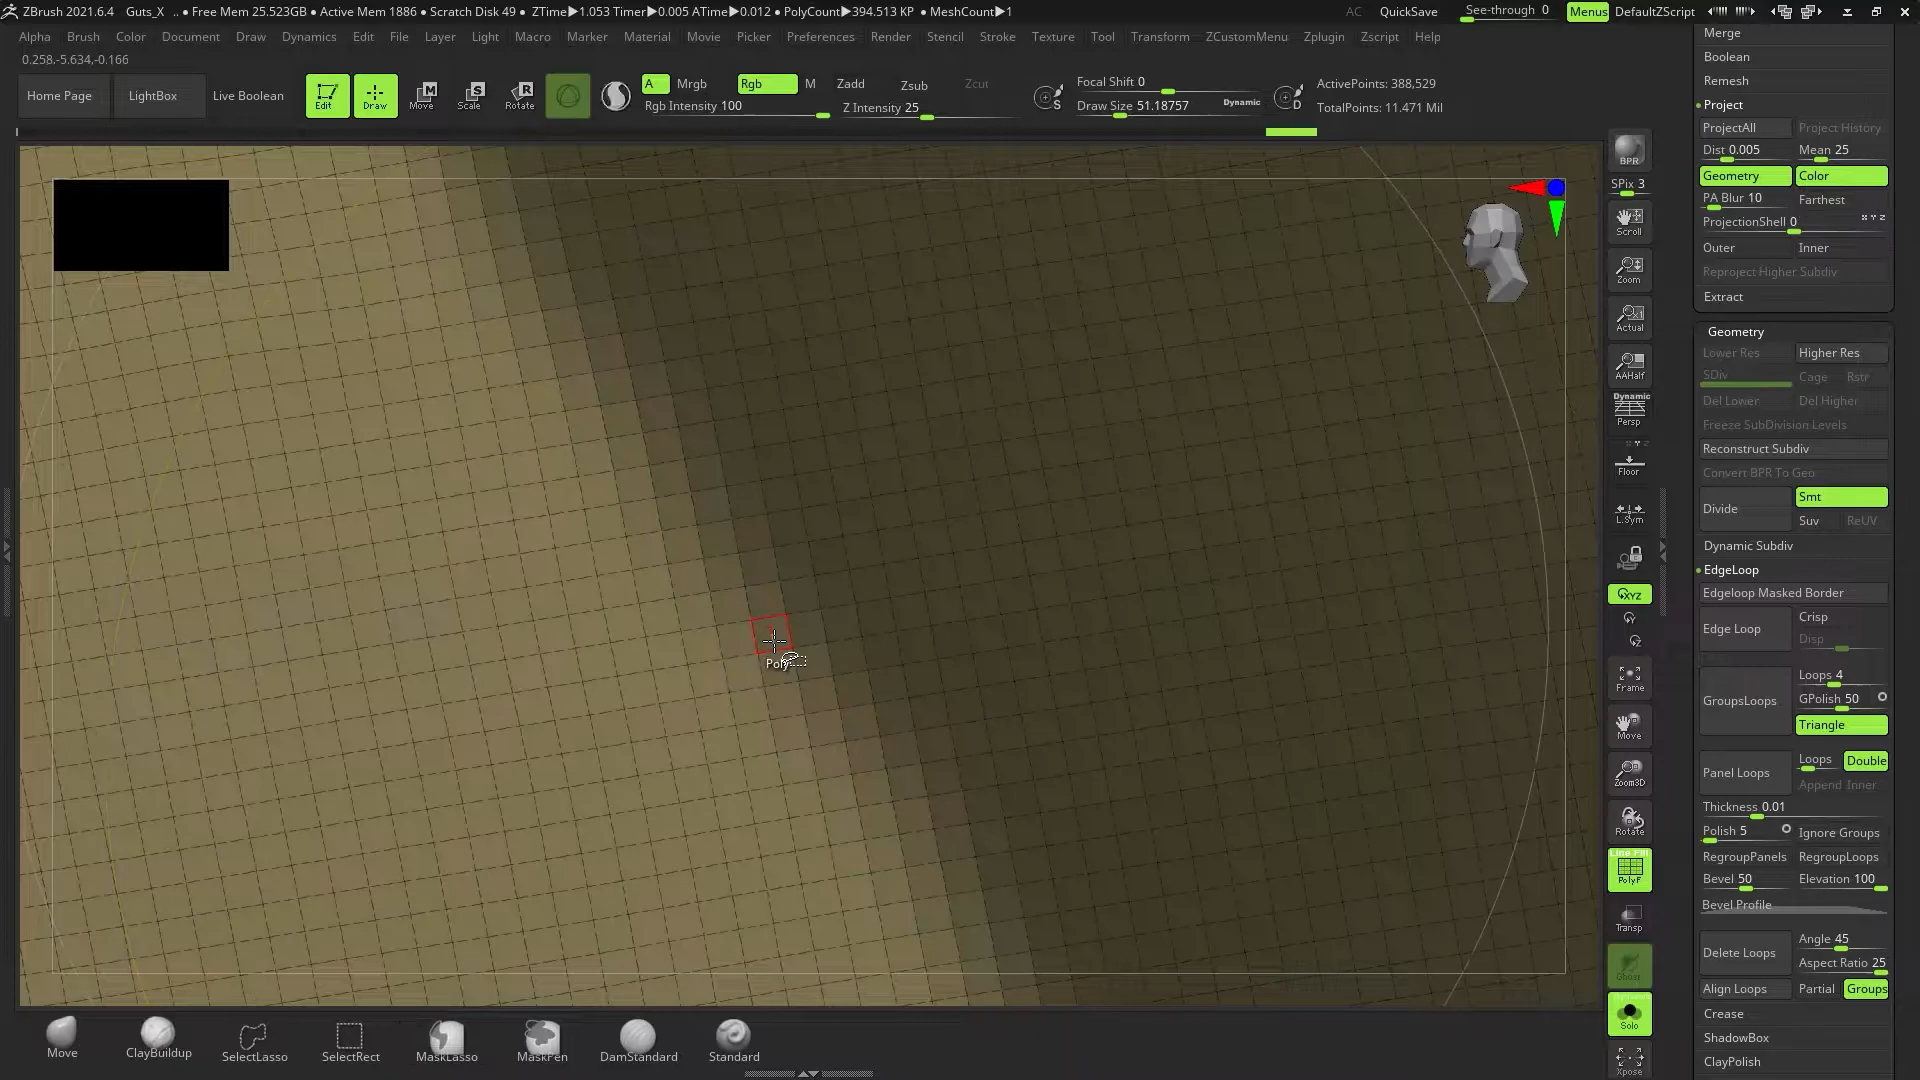 ZBrush 2021.6.4 Guts_X .. • Free Mem 25.523GB • Active Mem 1886 • Scratch Disk 49 • ZTime▶1.053 Timer▶0.005 ATime▶0.012 • PolyCount▶394.513 KP • MeshCount▶1 AC QuickSave See-through 0 Menus DefaultZScript
Alpha Brush Color Document Draw Dynamics Edit File Layer Light Macro Marker Material Movie Picker Preferences Render Stencil Stroke Texture Tool Transform ZCustomMenu Zplugin Zscript Help
0.258,-5.634,-0.166
Home Page LightBox Live Boolean Edit Draw Move Scale Rotate A Mrgb Rgb M Zadd Zsub Zcut Focal Shift 0 ActivePoints: 388,529
Rgb Intensity 100 Z Intensity 25 Draw Size 51.18757 Dynamic TotalPoints: 11.471 Mil
M
S
R
S
D
Poly
BPR
SPix 3
Scroll
Zoom
Actual
AAHalf
Dynamic
Persp
Floor
L.Sym
XYZ
Frame
Move
Zoom3D
Rotate
Line Fill
PolyF
Transp
Ghost
Solo
Xpose
Merge
Boolean
Remesh
Project
ProjectAll Project History
Dist 0.005 Mean 25
Geometry Color
PA Blur 10 Farthest
ProjectionShell 0 X Y Z
Outer Inner
Reproject Higher Subdiv
Extract
Geometry
Lower Res Higher Res
SDiv Cage Rstr
Del Lower Del Higher
Freeze SubDivision Levels
Reconstruct Subdiv
Convert BPR To Geo
Divide Smt
Suv ReUV
Dynamic Subdiv
EdgeLoop
Edgeloop Masked Border
Edge Loop Crisp
Disp
GroupsLoops Loops 4
GPolish 50
Triangle
Panel Loops Loops Double
Append Inner
Thickness 0.01
Polish 5 Ignore Groups
RegroupPanels RegroupLoops
Bevel 50 Elevation 100
Bevel Profile
Delete Loops Angle 45
Aspect Ratio 25
Align Loops Partial Groups
Crease
ShadowBox
ClayPolish
Move ClayBuildup SelectLasso SelectRect MaskLasso MaskPen DamStandard Standard